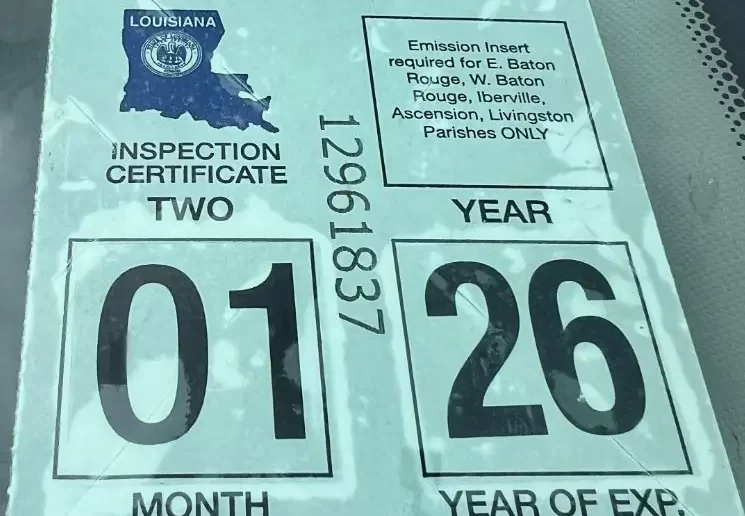 LOUISIANA
INSPECTION
CERTIFICATE
TWO
YEAR
12961837
Emission Insert
required for E. Baton
Rouge, W. Baton
Rouge, Iberville,
Ascension, Livingston
Parishes ONLY
01
26
MONTH
YEAR OF EXP.